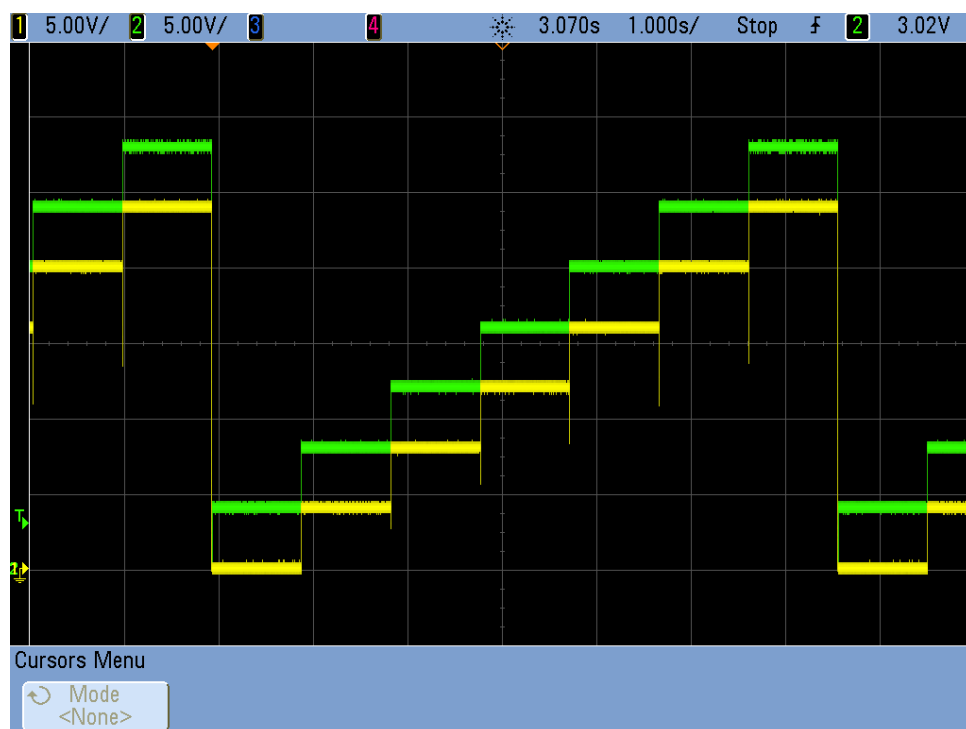 1 5.00V/ 2 5.00V/ 3 4 3.070s 1.000s/ Stop 2 3.02V
T
2
Cursors Menu
Mode
<None>